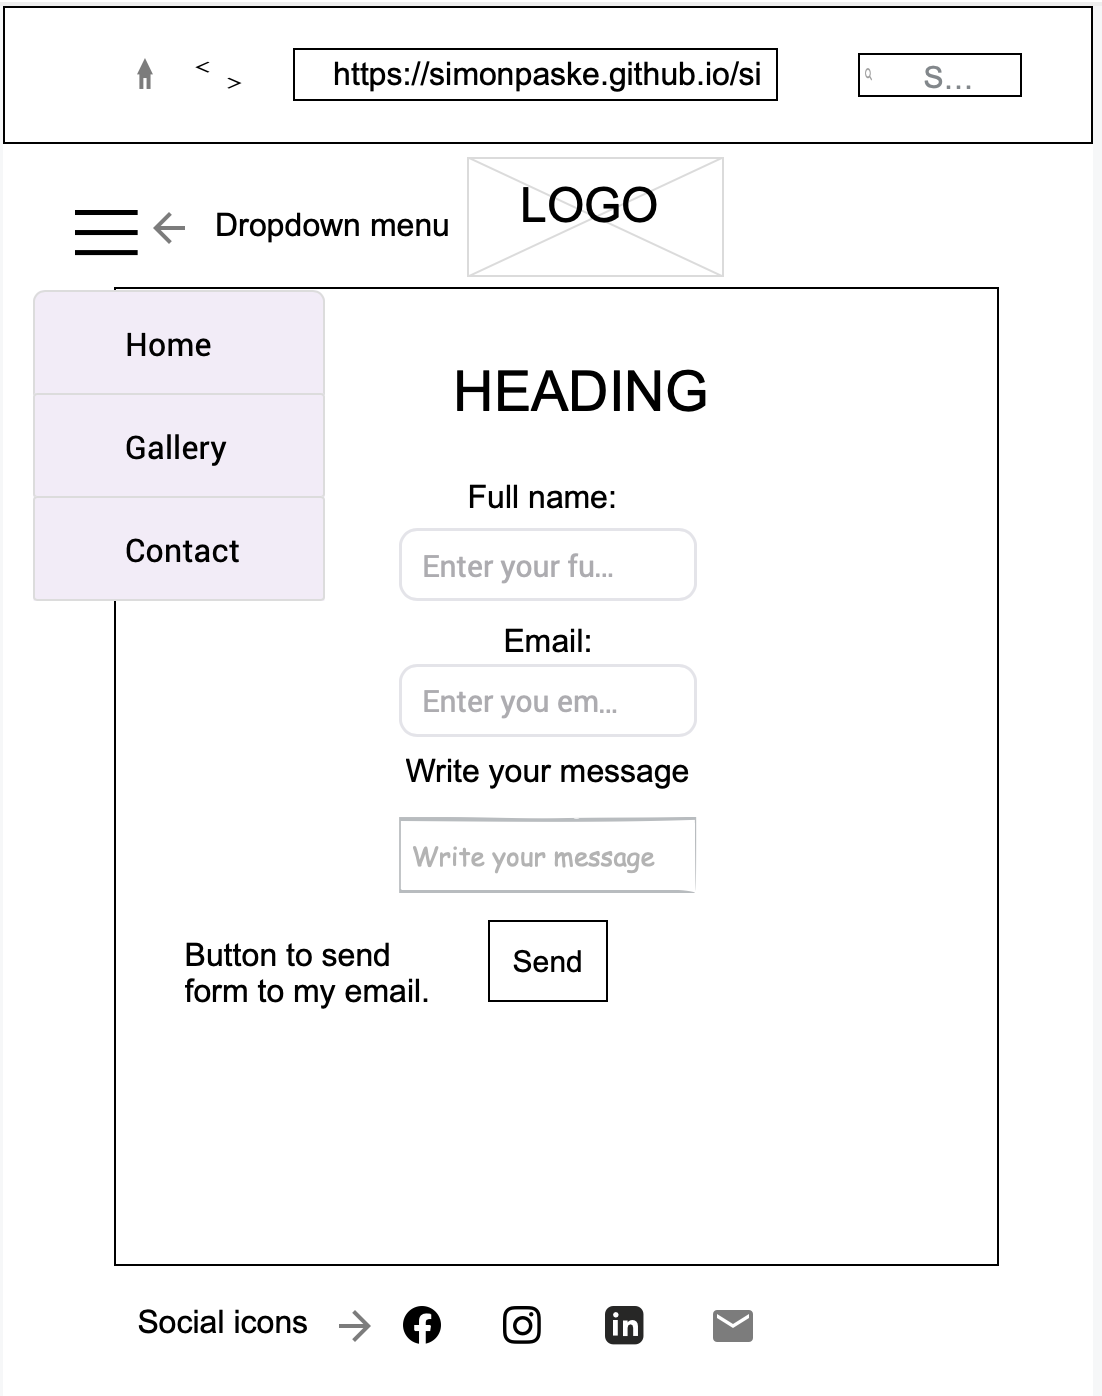 < >
https://simonpaske.github.io/si
S...
Dropdown menu
LOGO
Home
Gallery
Contact
HEADING
Full name:
Enter your fu...
Email:
Enter you em...
Write your message
Write your message
Button to send
form to my email.
Send
Social icons
f
in